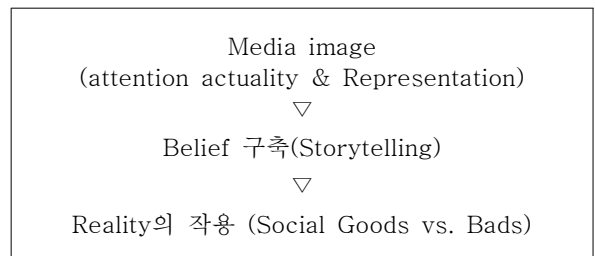 Media image
(attention actuality & Representation)
▽
Belief 구축(Storytelling)
▽
Reality의 작용 (Social Goods vs. Bads)